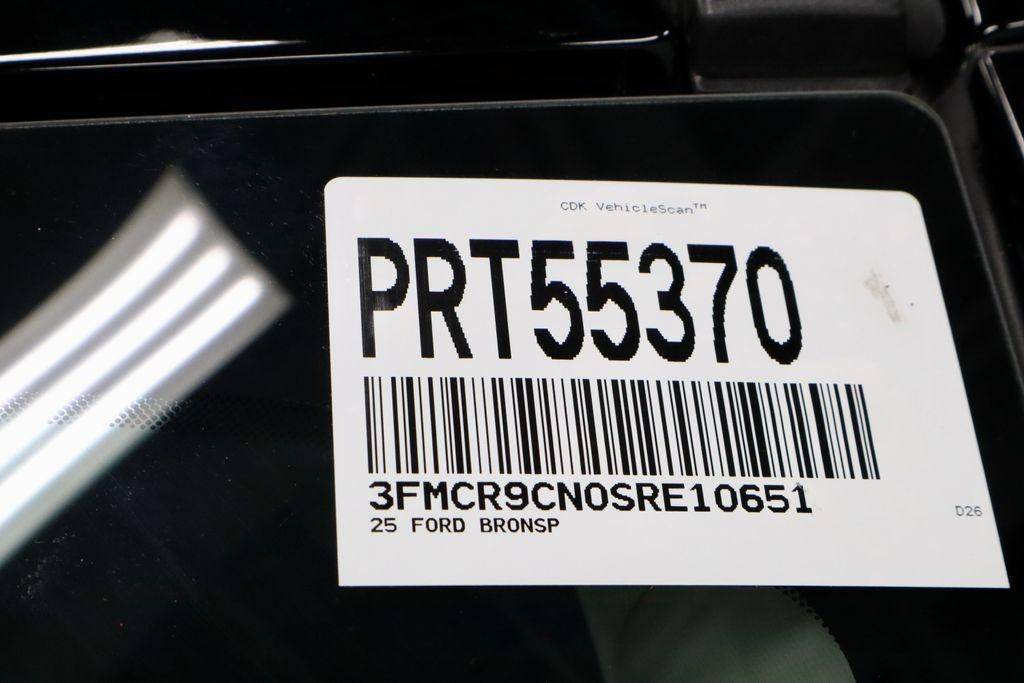 CDK VehicleScan™
PRT55370
3FMCR9CN0SRE10651
25 FORD BRONSP
D26